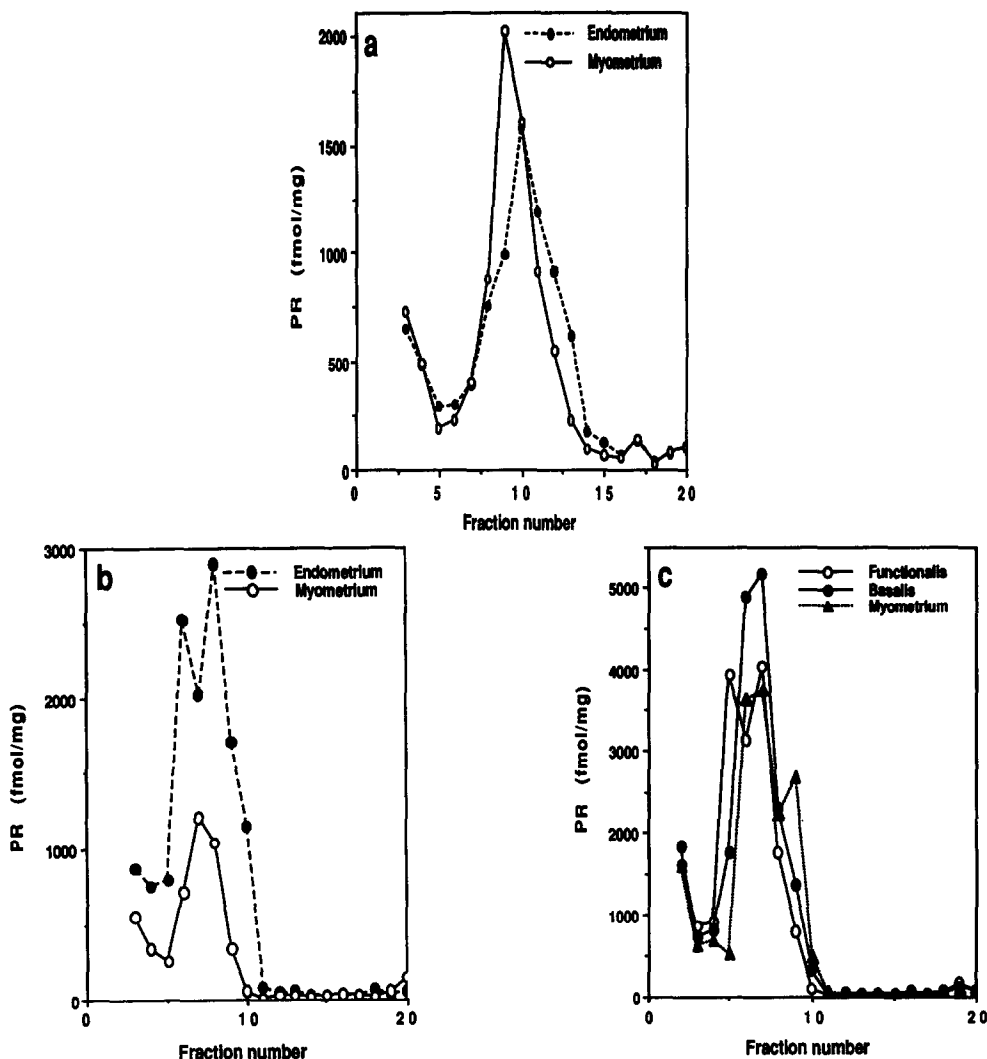 a
Endometrium
Myometrium
2000
1500
1000
500
0
PR (fmol/mg)
0 5 10 15 20
Fraction number
b
Endometrium
Myometrium
3000
2000
1000
0
PR (fmol/mg)
0 10 20
Fraction number
c
Functionalis
Basalis
Myometrium
5000
4000
3000
2000
1000
0
PR (fmol/mg)
0 10 20
Fraction number